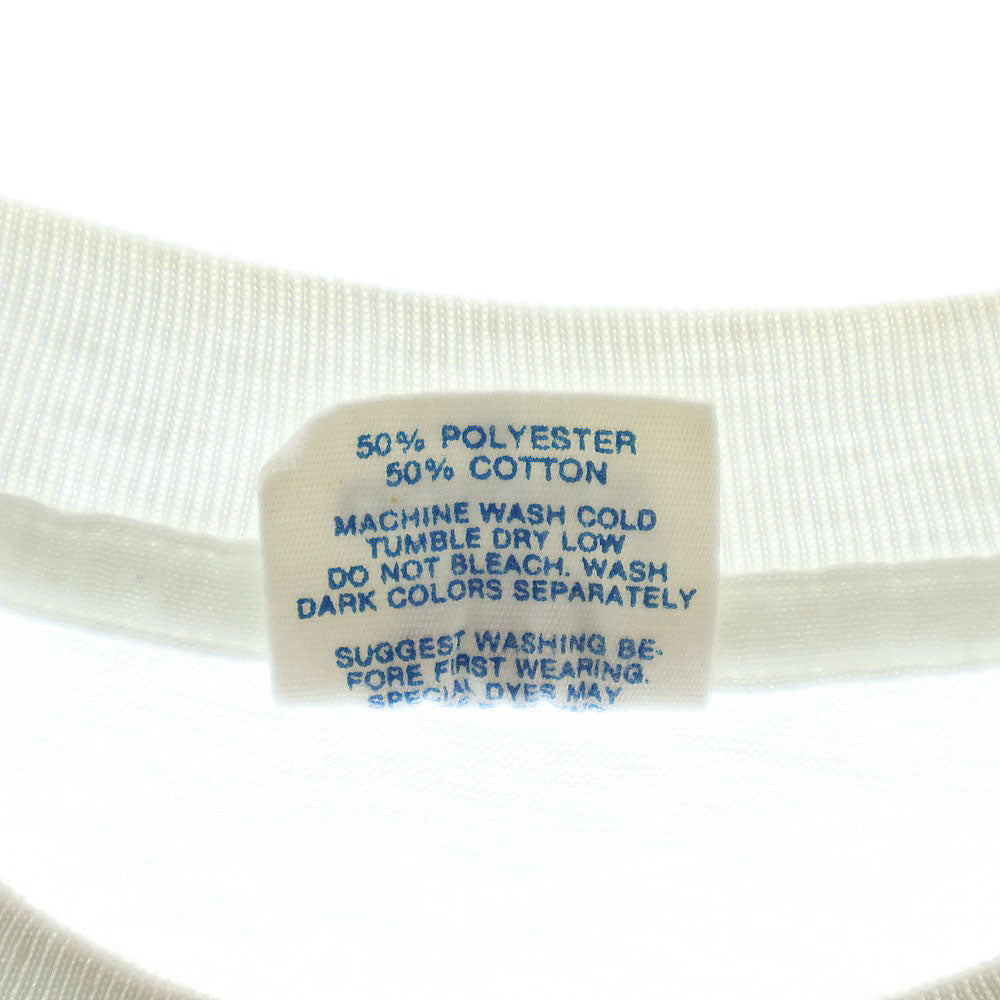 50% POLYESTER
50% COTTON
MACHINE WASH COLD
TUMBLE DRY LOW
DO NOT BLEACH. WASH
DARK COLORS SEPARATELY
SUGGEST WASHING BE-
FORE FIRST WEARING.
SPECIAL DYES MAY